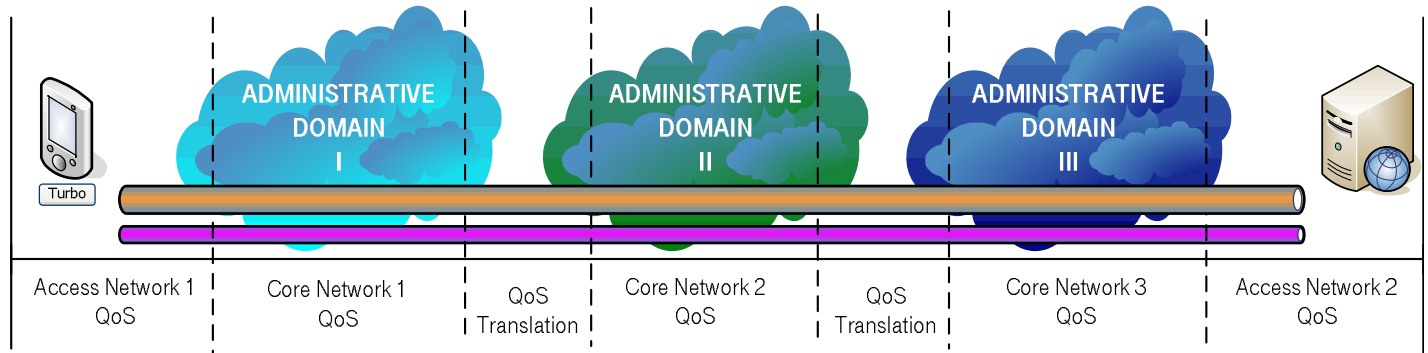 ADMINISTRATIVE
DOMAIN
I
ADMINISTRATIVE
DOMAIN
II
ADMINISTRATIVE
DOMAIN
III
Turbo
Access Network 1
QoS
Core Network 1
QoS
QoS
Translation
Core Network 2
QoS
QoS
Translation
Core Network 3
QoS
Access Network 2
QoS